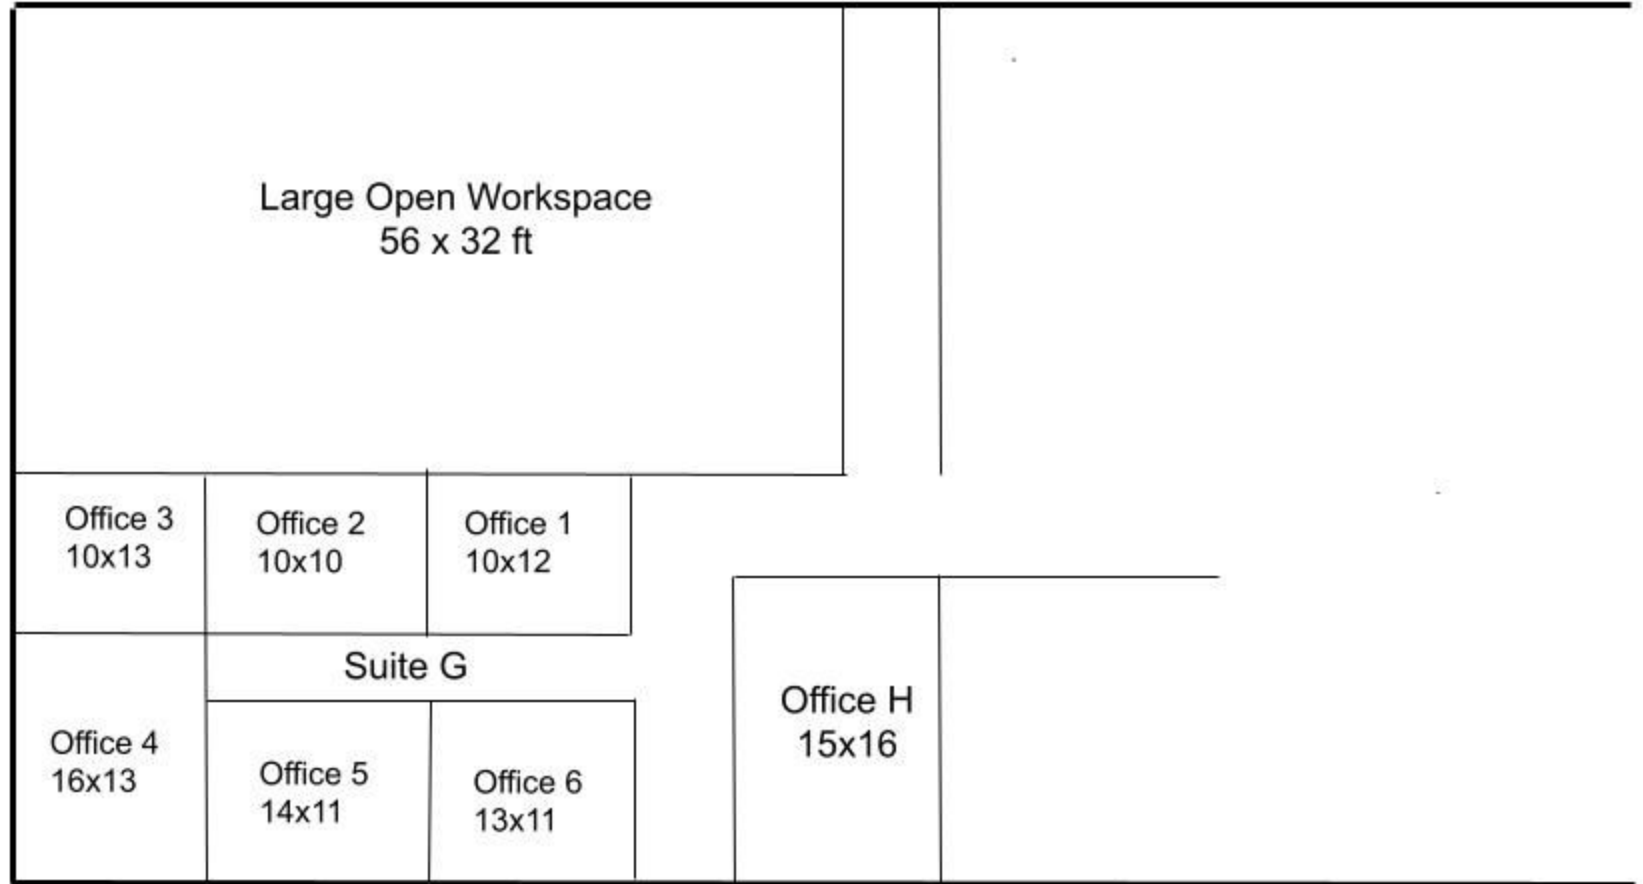 Large Open Workspace
56 x 32 ft
Office 3
10x13
Office 2
10x10
Office 1
10x12
Suite G
Office H
15x16
Office 4
16x13
Office 5
14x11
Office 6
13x11